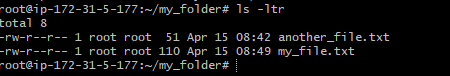 root@ip-172-31-5-177:~/my_folder# ls -ltr
total 8
-rw-r--r-- 1 root root  51 Apr 15 08:42 another_file.txt
-rw-r--r-- 1 root root 110 Apr 15 08:49 my_file.txt
root@ip-172-31-5-177:~/my_folder#